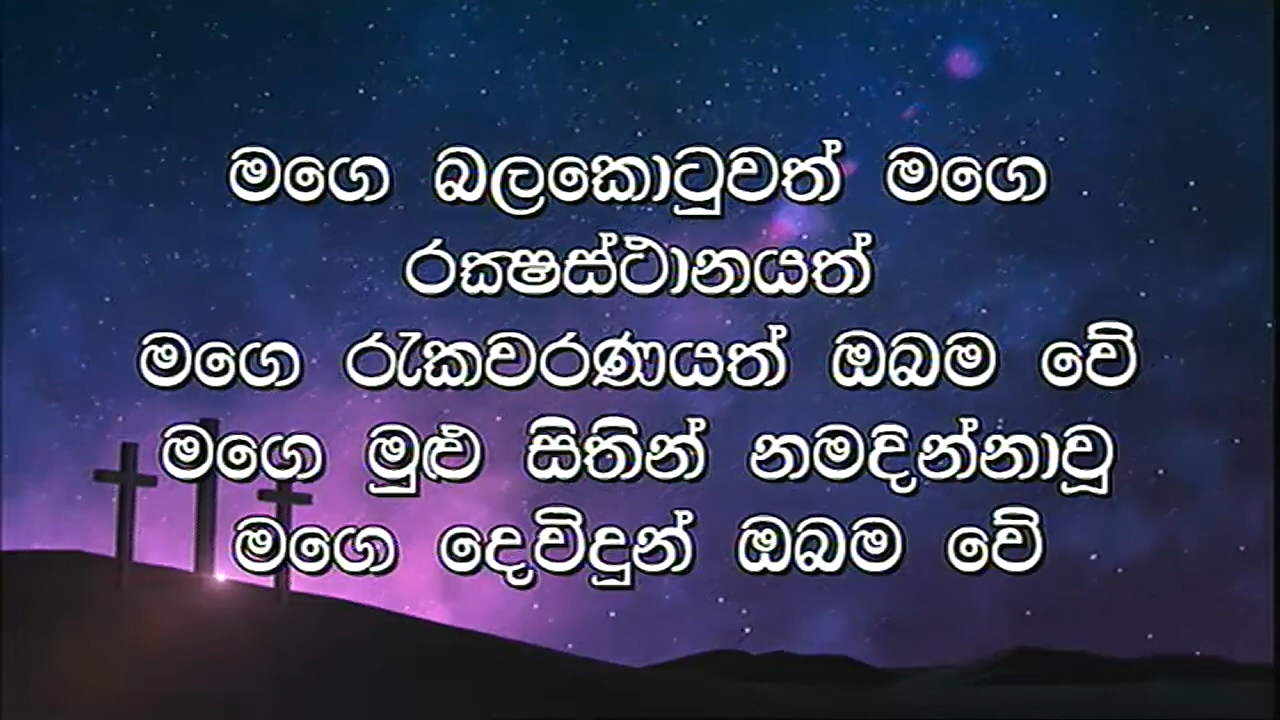 මගෙ බලකොටුවත් මගෙ
රක්‍ෂස්ථානයත්
මගෙ රැකවරණයත් ඔබම වේ
මගෙ මුළු සිතින් නමදින්නාවූ
මගෙ දෙවිදුන් ඔබම වේ